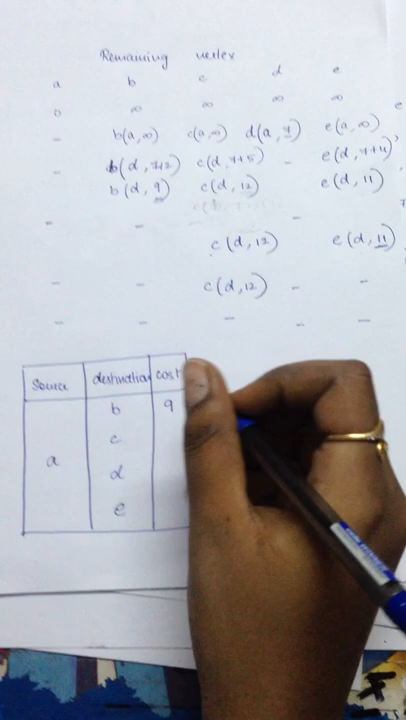 Remaining vertex
a b c d e
0 ∞ ∞ ∞ ∞
- b(a,∞) c(a,∞) d(a,7) e(a,∞)
- b(d,7+2) c(d,7+5) - e(d,7+4)
b(d,9) c(d,12) e(d,11)
- - c(d,12) - e(d,11)
- - c(d,12) - -
- - - - -
Source destination cost
b 9
c
a
d
e